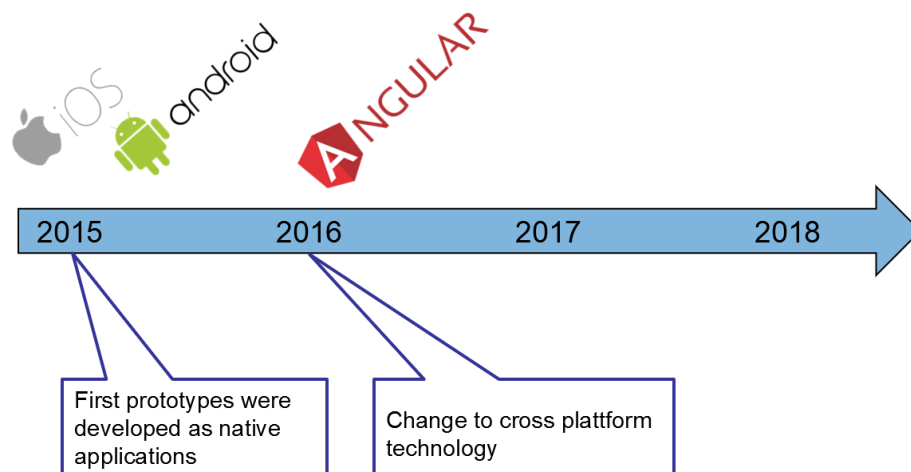 iOS
android
ANGULAR
2015 2016 2017 2018
First prototypes were
developed as native
applications
Change to cross plattform
technology